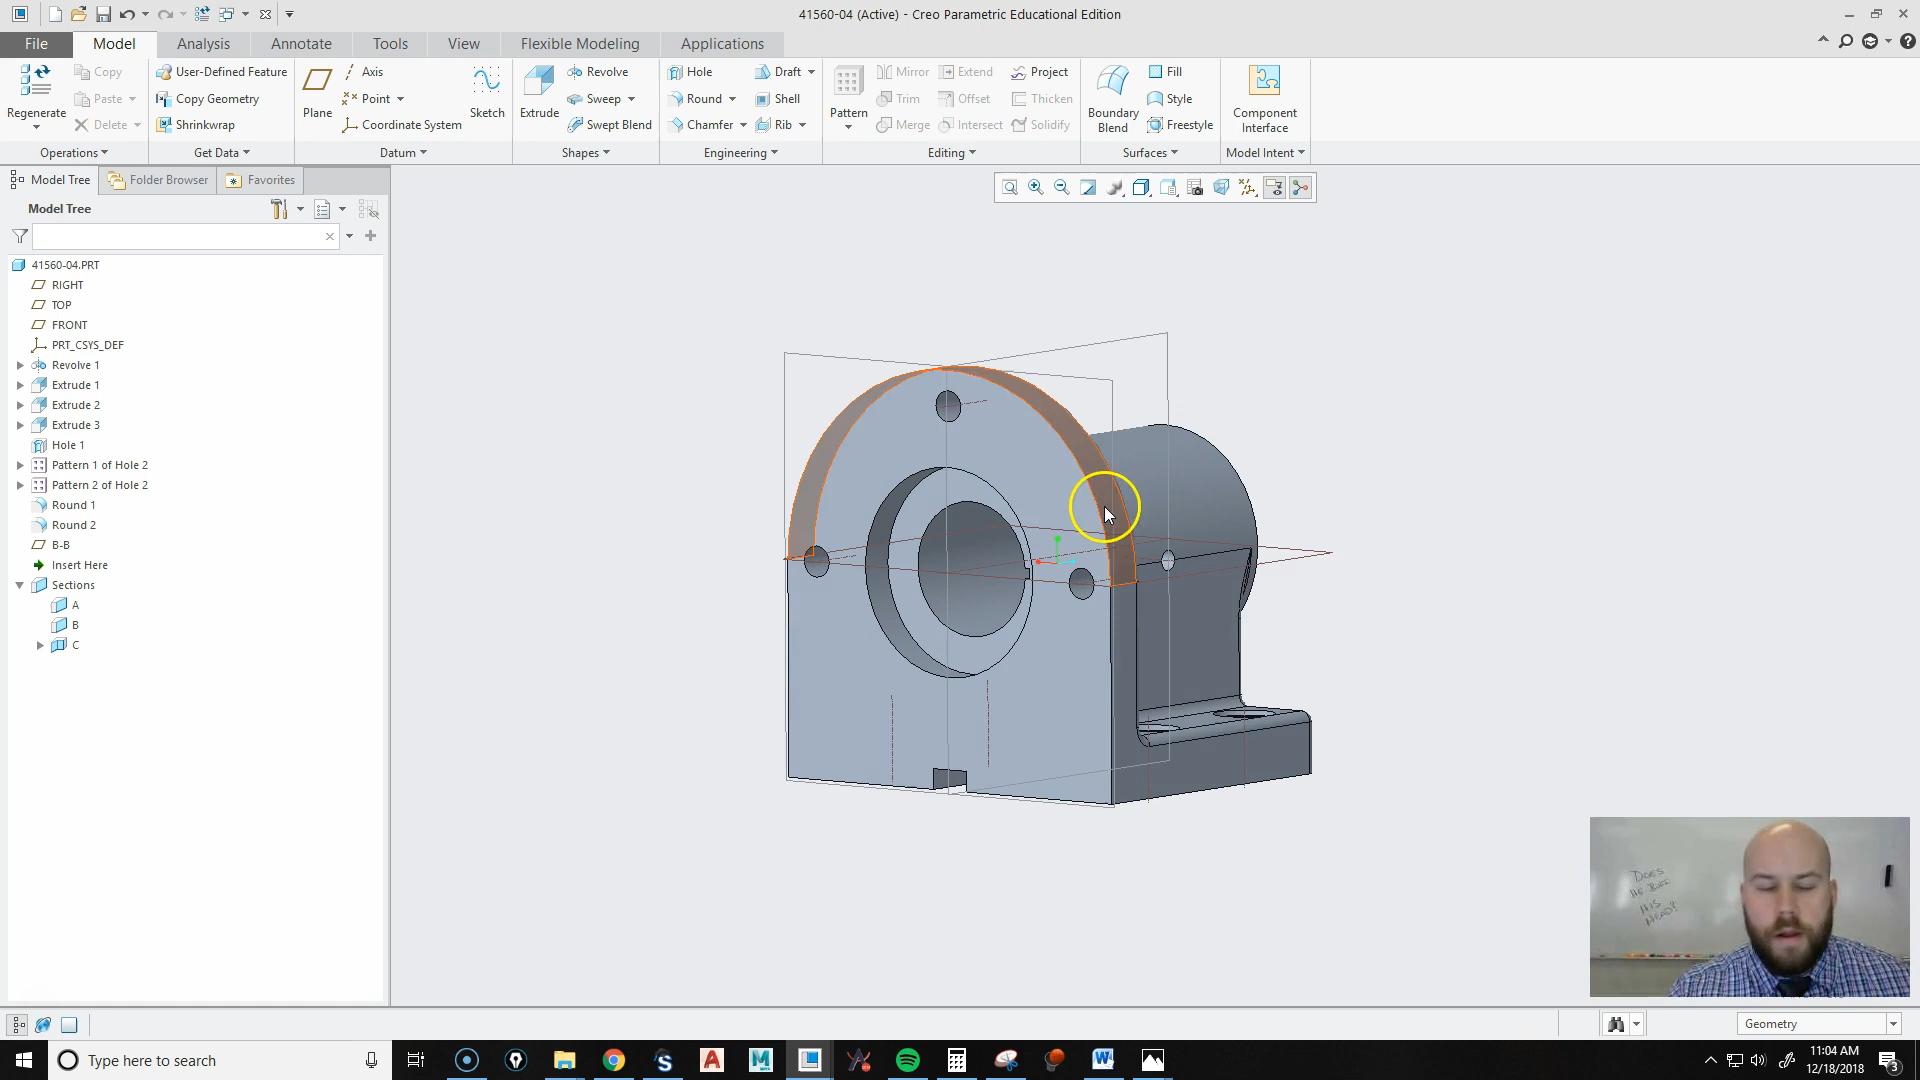 41560-04 (Active) - Creo Parametric Educational Edition
File Model Analysis Annotate Tools View Flexible Modeling Applications
Regenerate
Copy
Paste
Delete
Operations
User-Defined Feature
Copy Geometry
Shrinkwrap
Get Data
Plane
Axis
Point
Coordinate System
Sketch
Datum
Extrude
Revolve
Sweep
Swept Blend
Shapes
Hole
Round
Chamfer
Draft
Shell
Rib
Engineering
Pattern
Mirror
Trim
Merge
Extend
Offset
Intersect
Project
Thicken
Solidify
Editing
Boundary
Blend
Fill
Style
Freestyle
Surfaces
Component
Interface
Model Intent
Model Tree Folder Browser Favorites
Model Tree
41560-04.PRT
RIGHT
TOP
FRONT
PRT_CSYS_DEF
Revolve 1
Extrude 1
Extrude 2
Extrude 3
Hole 1
Pattern 1 of Hole 2
Pattern 2 of Hole 2
Round 1
Round 2
B-B
Insert Here
Sections
A
B
C
DOES
HE BUFF
HIS
HEAD?
Geometry
Type here to search
11:04 AM
12/18/2018
3